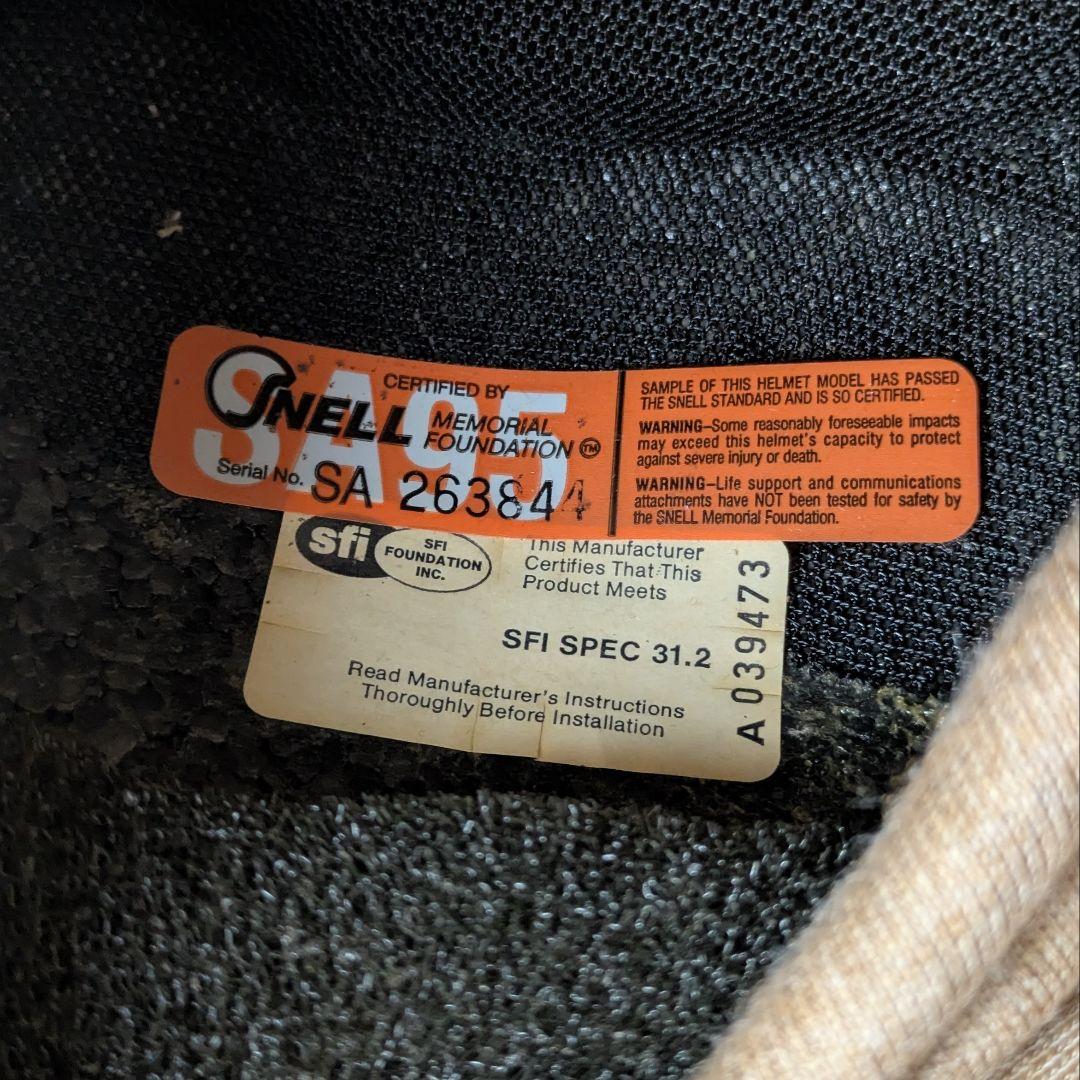 SA95
SNELL
CERTIFIED BY
MEMORIAL
FOUNDATION™
Serial No. SA 263844
SAMPLE OF THIS HELMET MODEL HAS PASSED
THE SNELL STANDARD AND IS SO CERTIFIED.
WARNING–Some reasonably foreseeable impacts
may exceed this helmet's capacity to protect
against severe injury or death.
WARNING–Life support and communications
attachments have NOT been tested for safety by
the SNELL Memorial Foundation.
sfi
SFI
FOUNDATION
INC.
This Manufacturer
Certifies That This
Product Meets
SFI SPEC 31.2
Read Manufacturer's Instructions
Thoroughly Before Installation
A 039473